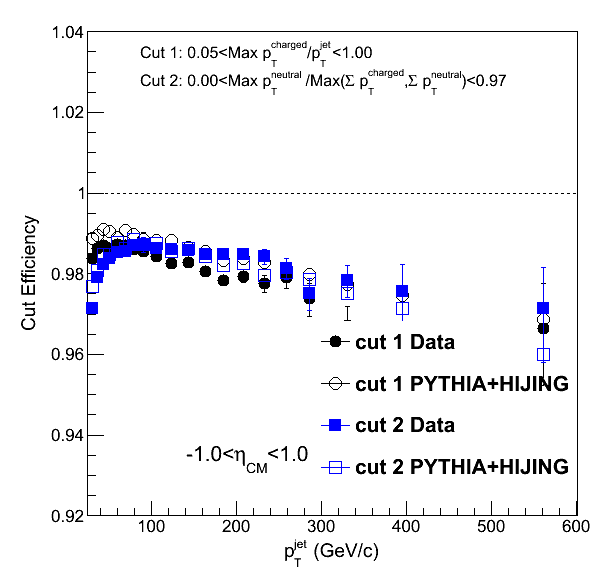 Cut 1: 0.05<Max p_T^charged/p_T^jet<1.00
Cut 2: 0.00<Max p_T^neutral /Max(Σ p_T^charged,Σ p_T^neutral)<0.97
1.04
1.02
1
0.98
0.96
0.94
0.92
Cut Efficiency
cut 1 Data
cut 1 PYTHIA+HIJING
cut 2 Data
cut 2 PYTHIA+HIJING
-1.0<η_CM<1.0
100 200 300 400 500 600
p_T^jet (GeV/c)